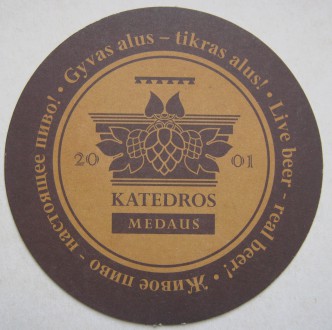 • Gyvas alus – tikras alus!
• Live beer - real beer!
• Живое пиво - настоящее пиво!
20 01
KATEDROS
MEDAUS